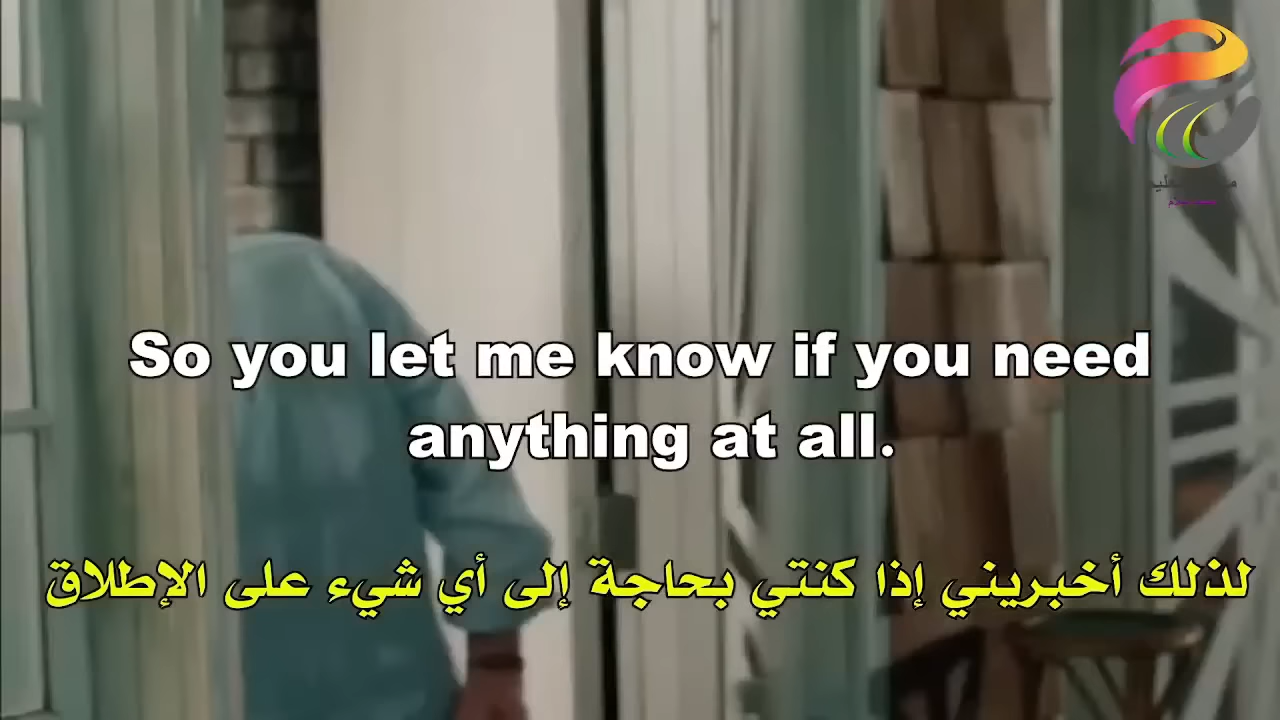 So you let me know if you need
anything at all.
لذلك أخبريني إذا كنتي بحاجة إلى أي شيء على الإطلاق